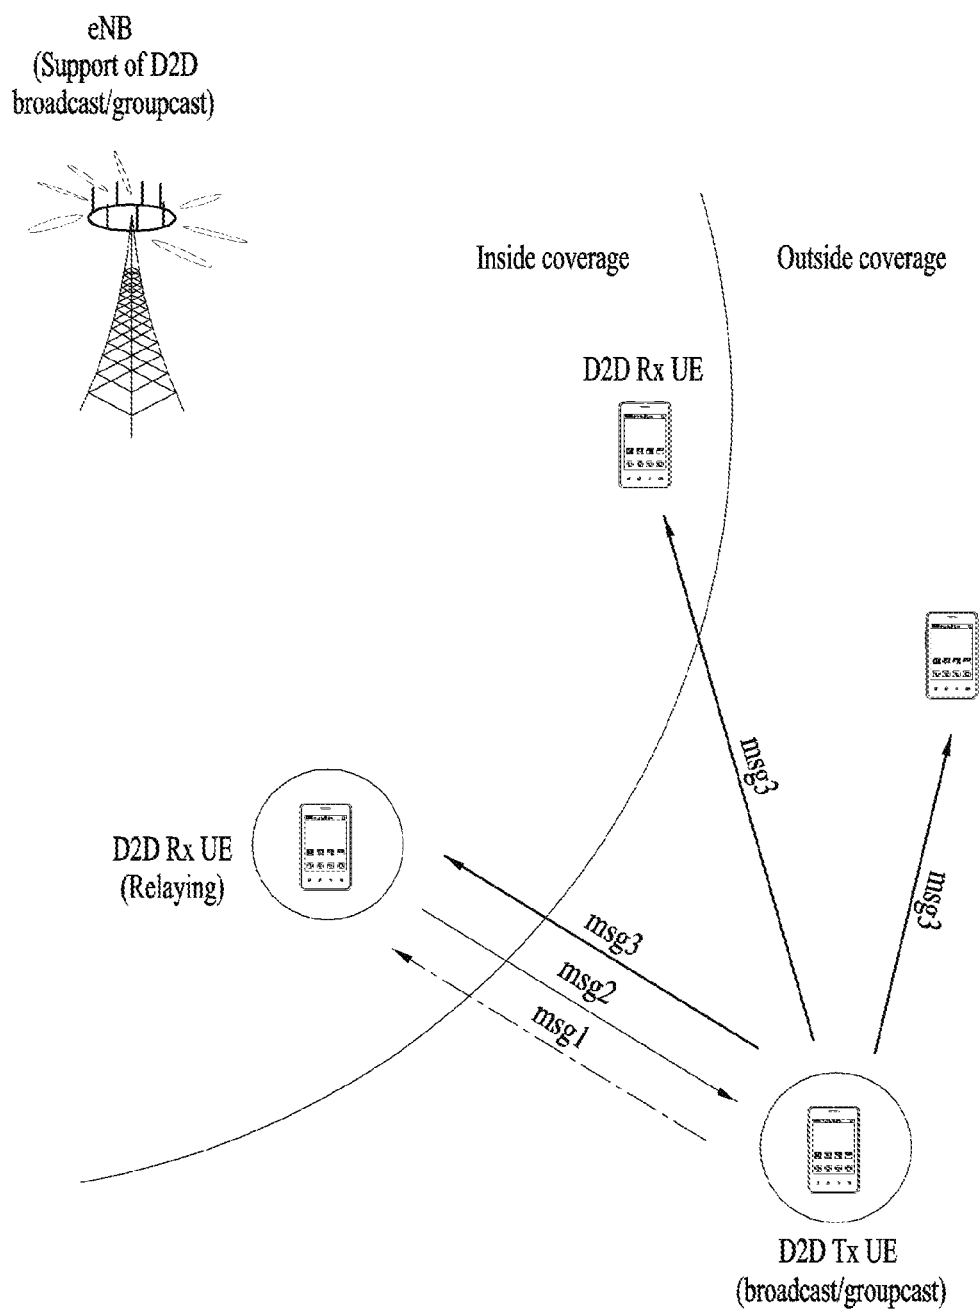 eNB
(Support of D2D
broadcast/groupcast)
Inside coverage
Outside coverage
D2D Rx UE
msg3
msg3
D2D Rx UE
(Relaying)
msg3
msg2
msg1
D2D Tx UE
(broadcast/groupcast)